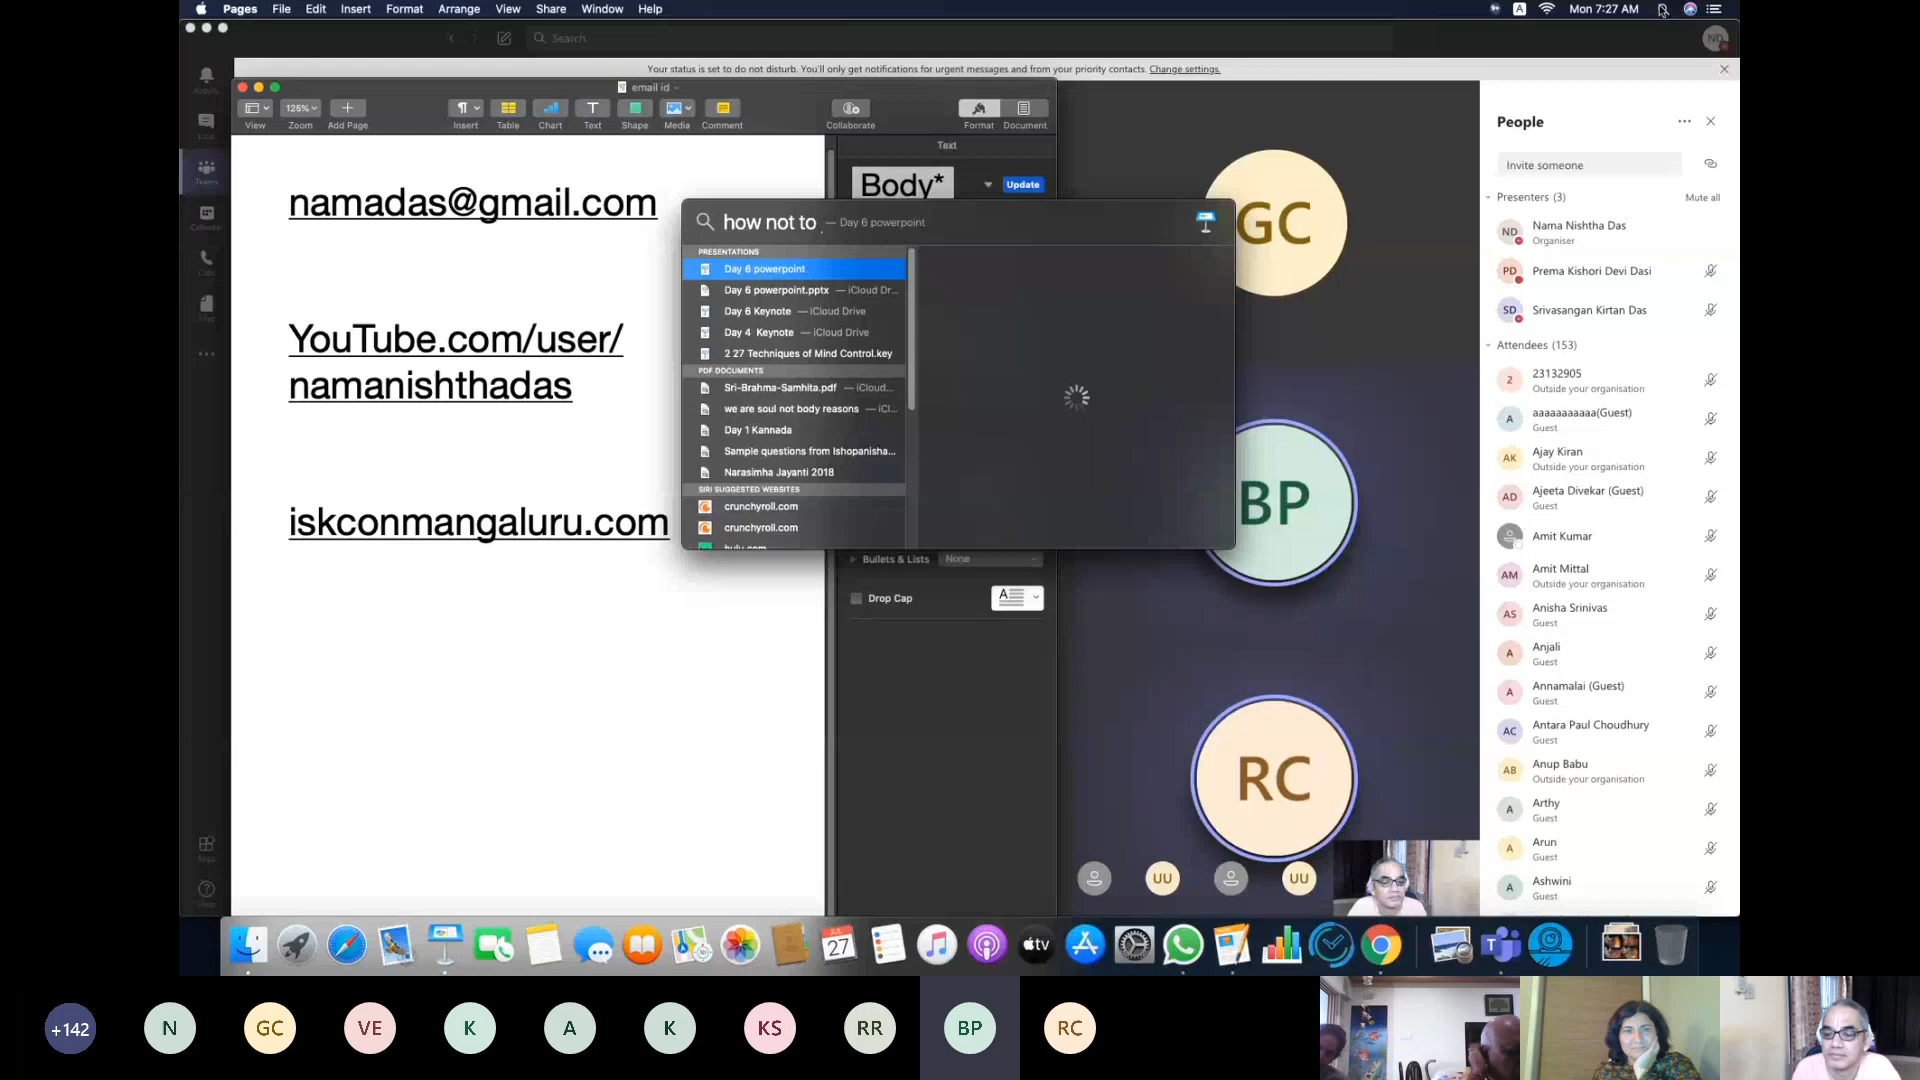 Pages File Edit Insert Format Arrange View Share Window Help
A Mon 7:27 AM
Search
ND
Your status is set to do not disturb. You'll only get notifications for urgent messages and from your priority contacts. Change settings.
email id
126%
View Zoom Add Page Insert Table Chart Text Shape Media Comment Collaborate Format Document
Teams
Calls
Files
Apps
Help
namadas@gmail.com
YouTube.com/user/
namanishthadas
iskconmangaluru.com
Text
Body*
Update
how not to — Day 6 powerpoint
PRESENTATIONS
Day 6 powerpoint
Day 6 powerpoint.pptx — iCloud Dr...
Day 6 Keynote — iCloud Drive
Day 4 Keynote — iCloud Drive
2 27 Techniques of Mind Control.key
PDF DOCUMENTS
Sri-Brahma-Samhita.pdf — iCloud...
we are soul not body reasons — iCl...
Day 1 Kannada
Sample questions from Ishopanisha...
Narasimha Jayanti 2018
SIRI SUGGESTED WEBSITES
crunchyroll.com
crunchyroll.com
hulu.com
Bullets & Lists None
Drop Cap
A
GC
BP
RC
UU
UU
People
Invite someone
Presenters (3) Mute all
ND Nama Nishtha Das
Organiser
PD Prema Kishori Devi Dasi
SD Srivasangan Kirtan Das
Attendees (153)
2 23132905
Outside your organisation
A aaaaaaaaaaa(Guest)
Guest
AK Ajay Kiran
Outside your organisation
AD Ajeeta Divekar (Guest)
Guest
Amit Kumar
AM Amit Mittal
Outside your organisation
AS Anisha Srinivas
Guest
A Anjali
Guest
A Annamalai (Guest)
Guest
AC Antara Paul Choudhury
Guest
AB Anup Babu
Outside your organisation
A Arthy
Guest
A Arun
Guest
A Ashwini
Guest
JUL
27
tv
+142 N GC VE K A K KS RR BP RC